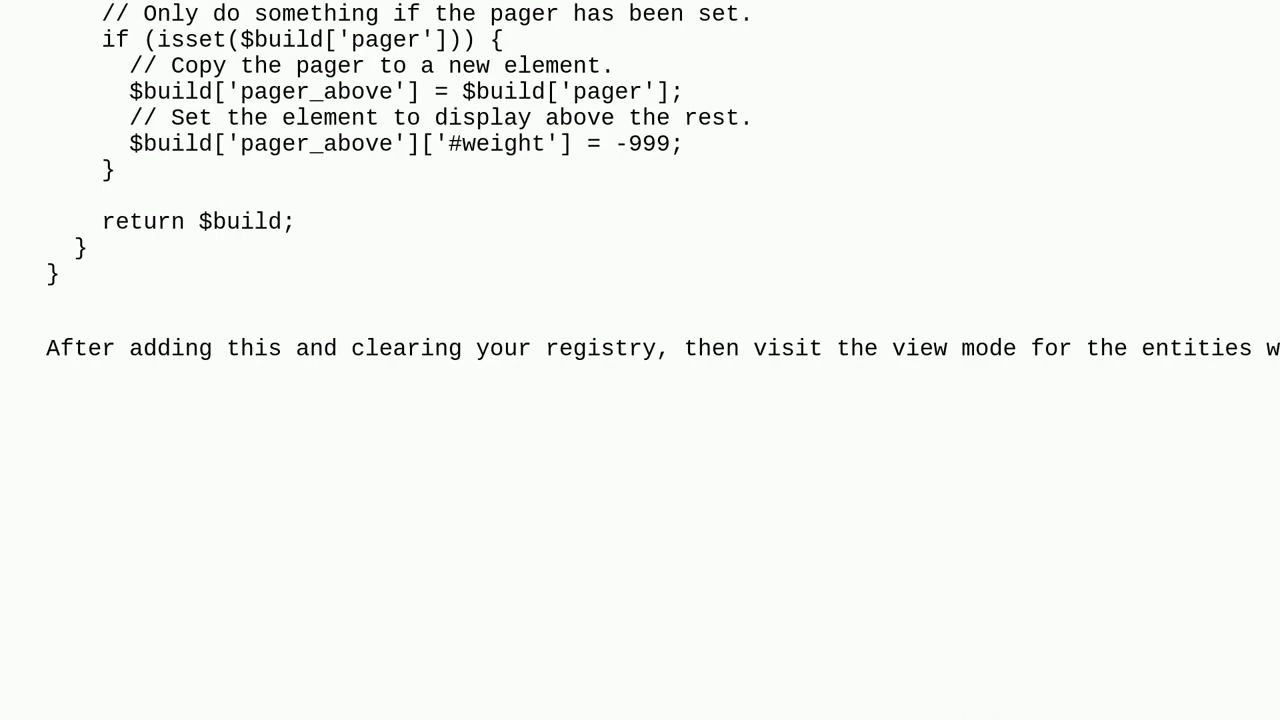 // Only do something if the pager has been set.
if (isset($build['pager'])) {
// Copy the pager to a new element.
$build['pager_above'] = $build['pager'];
// Set the element to display above the rest.
$build['pager_above']['#weight'] = -999;
}
return $build;
}
}
After adding this and clearing your registry, then visit the view mode for the entities